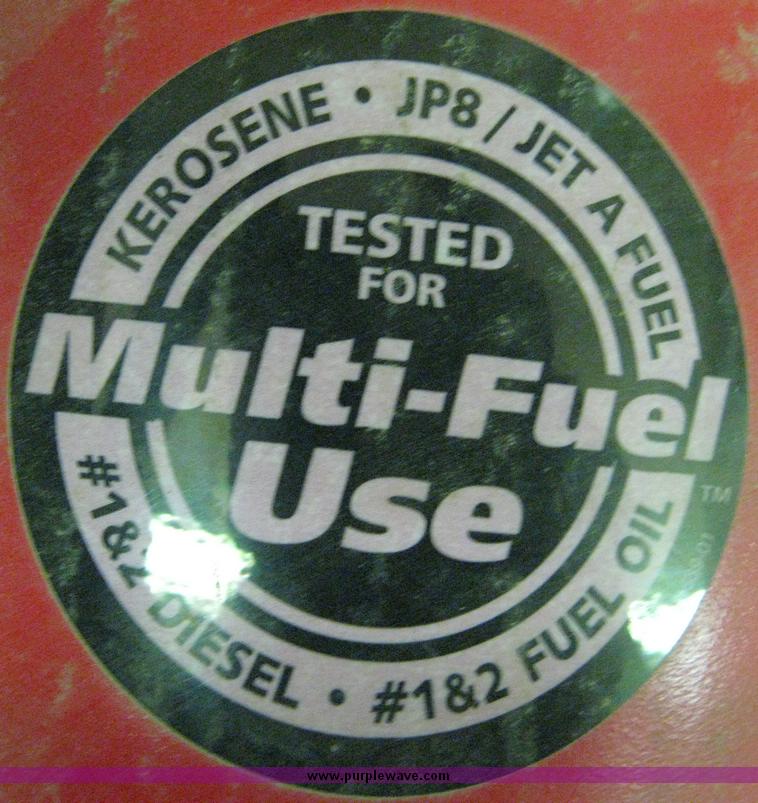 KEROSENE • JP8 / JET A FUEL
TESTED
FOR
Multi-Fuel
Use
TM
#1&2 DIESEL • #1&2 FUEL OIL
www.purplewave.com